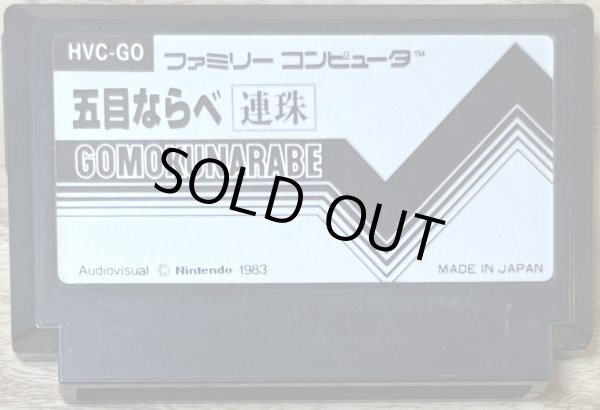 HVC-GO ファミリー コンピュータ™
五目ならべ 連珠
GOMOKUNARABE
SOLD OUT
Audiovisual © Nintendo 1983 MADE IN JAPAN